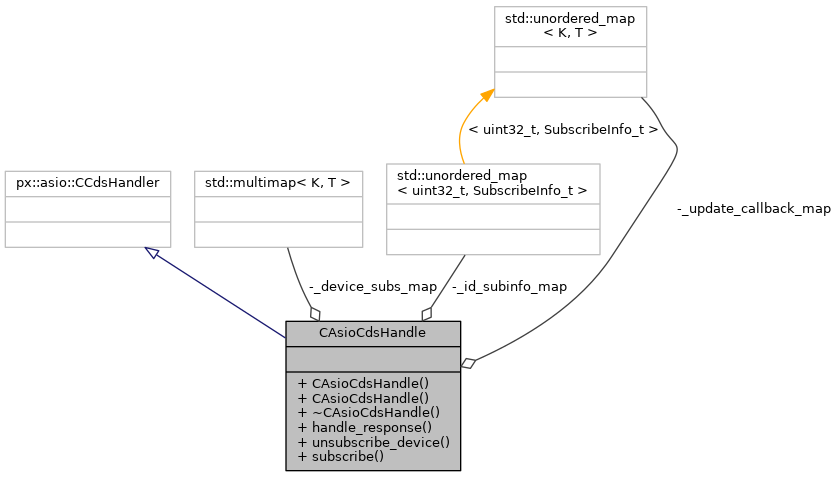 std::unordered_map
< K, T >
< uint32_t, SubscribeInfo_t >
px::asio::CCdsHandler
std::multimap< K, T >
std::unordered_map
< uint32_t, SubscribeInfo_t >
-_update_callback_map
-_device_subs_map
-_id_subinfo_map
CAsioCdsHandle
+ CAsioCdsHandle()
+ CAsioCdsHandle()
+ ~CAsioCdsHandle()
+ handle_response()
+ unsubscribe_device()
+ subscribe()